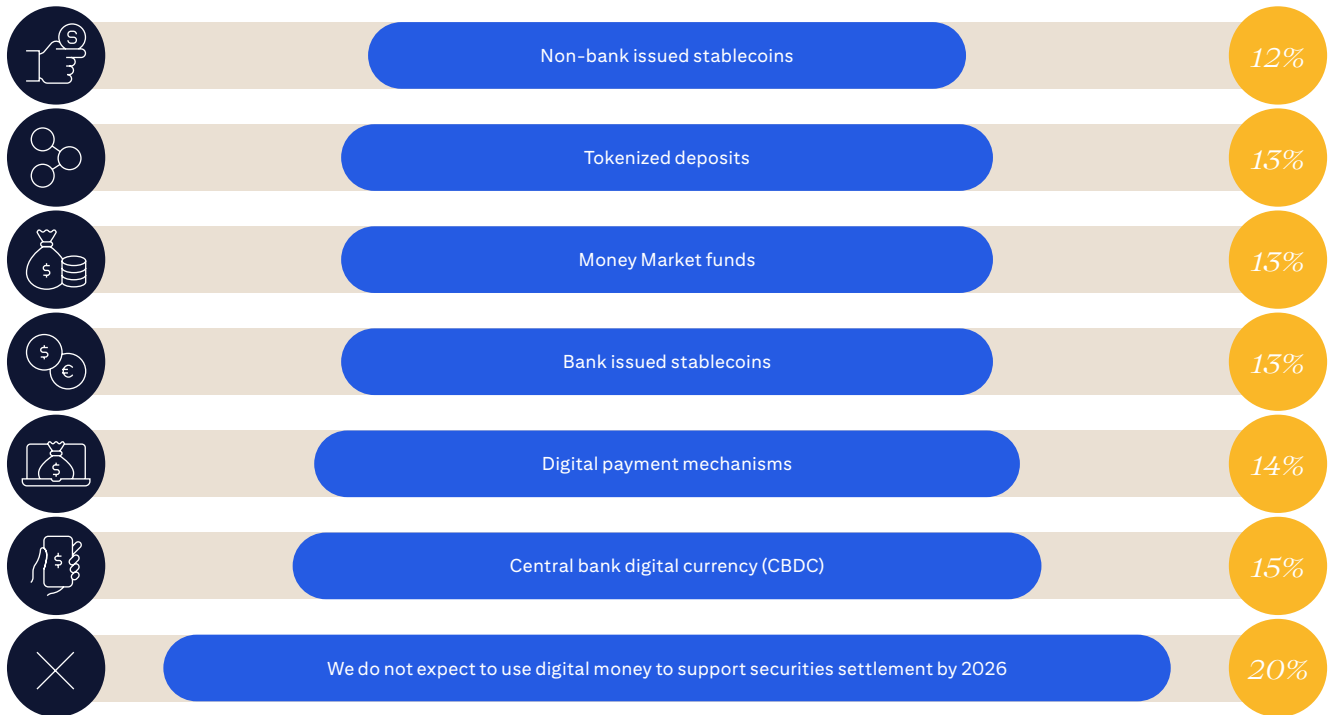 Non-bank issued stablecoins 12%
Tokenized deposits 13%
Money Market funds 13%
Bank issued stablecoins 13%
Digital payment mechanisms 14%
Central bank digital currency (CBDC) 15%
We do not expect to use digital money to support securities settlement by 2026 20%